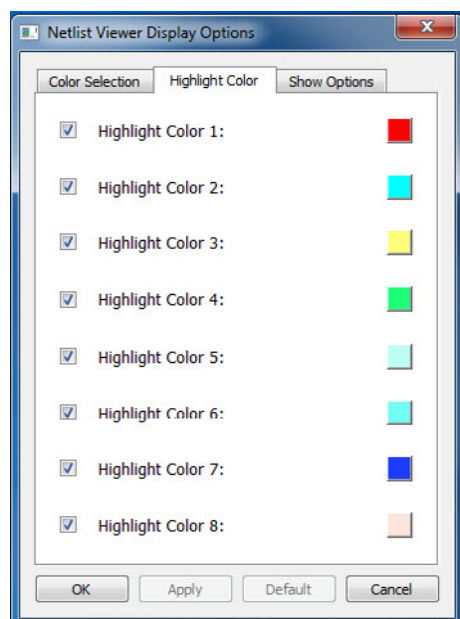 Netlist Viewer Display Options
Color Selection Highlight Color Show Options
Highlight Color 1:
Highlight Color 2:
Highlight Color 3:
Highlight Color 4:
Highlight Color 5:
Highlight Color 6:
Highlight Color 7:
Highlight Color 8:
OK Apply Default Cancel